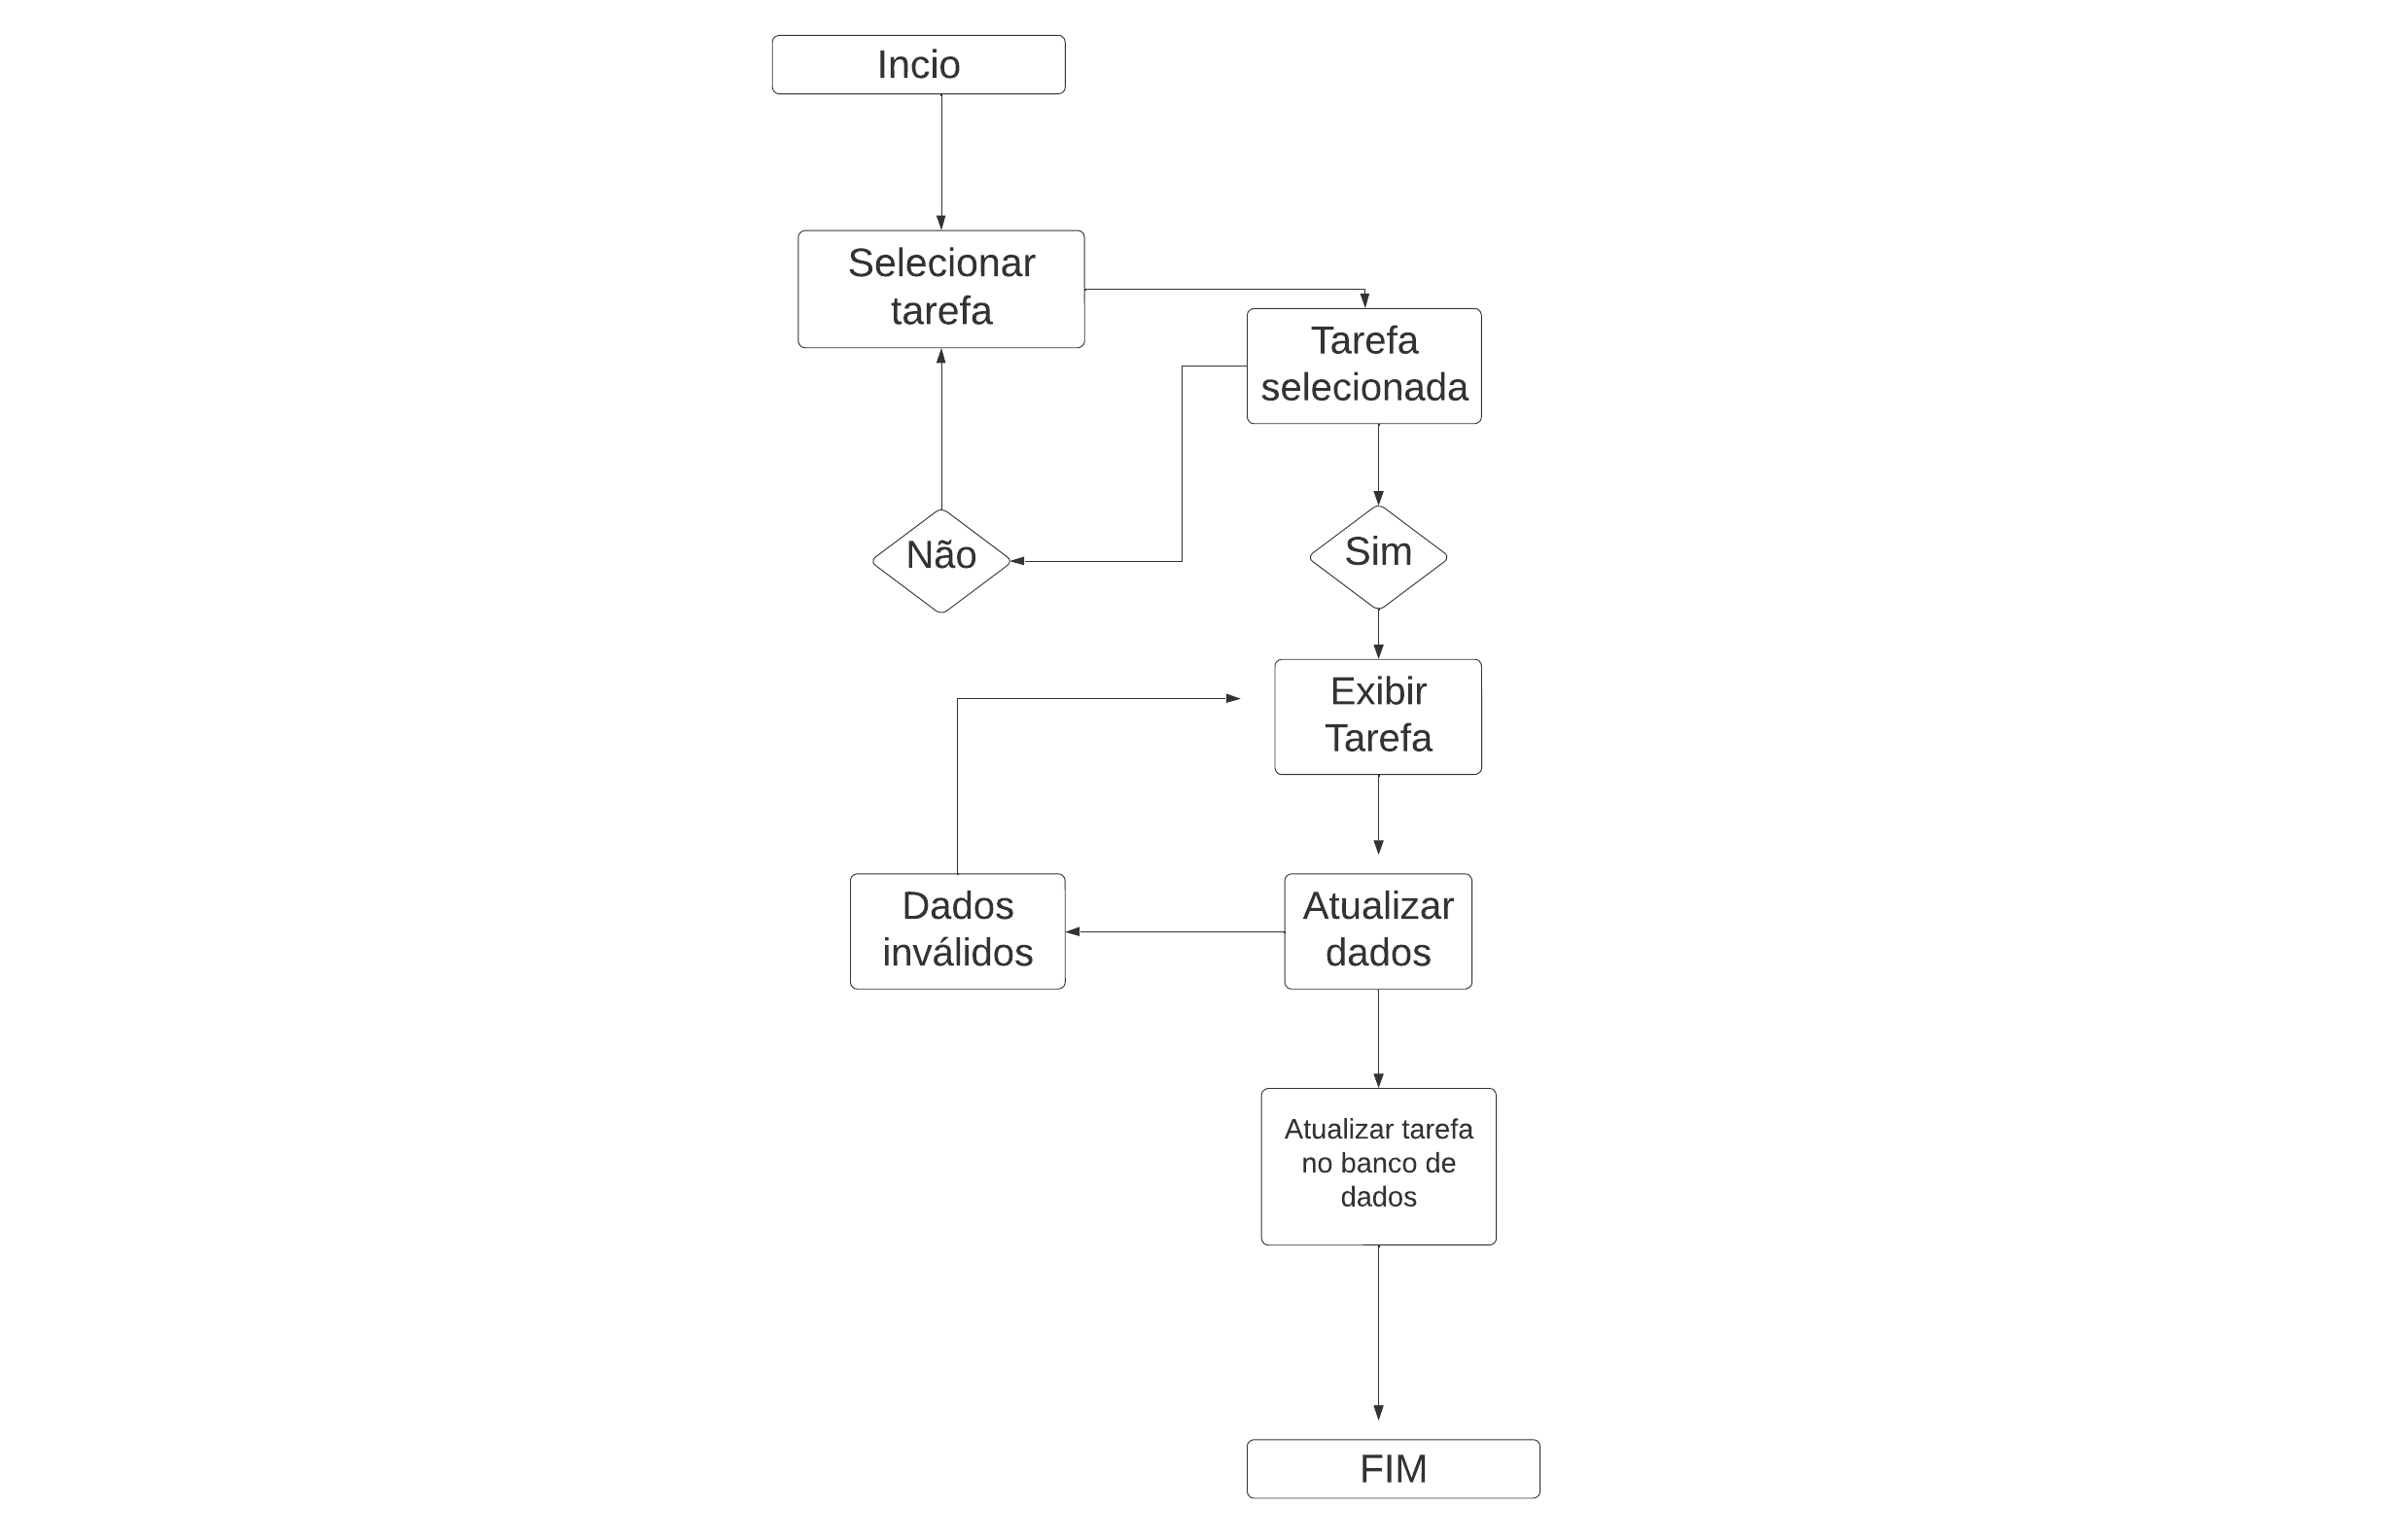 Incio
Selecionar
tarefa
Tarefa
selecionada
Não
Sim
Exibir
Tarefa
Dados
inválidos
Atualizar
dados
Atualizar tarefa
no banco de
dados
FIM